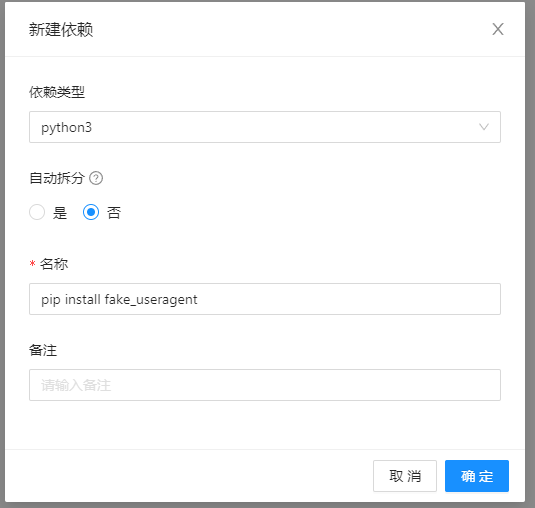 新建依赖
依赖类型
python3
自动拆分
是 否
* 名称
pip install fake_useragent
备注
请输入备注
取 消 确 定